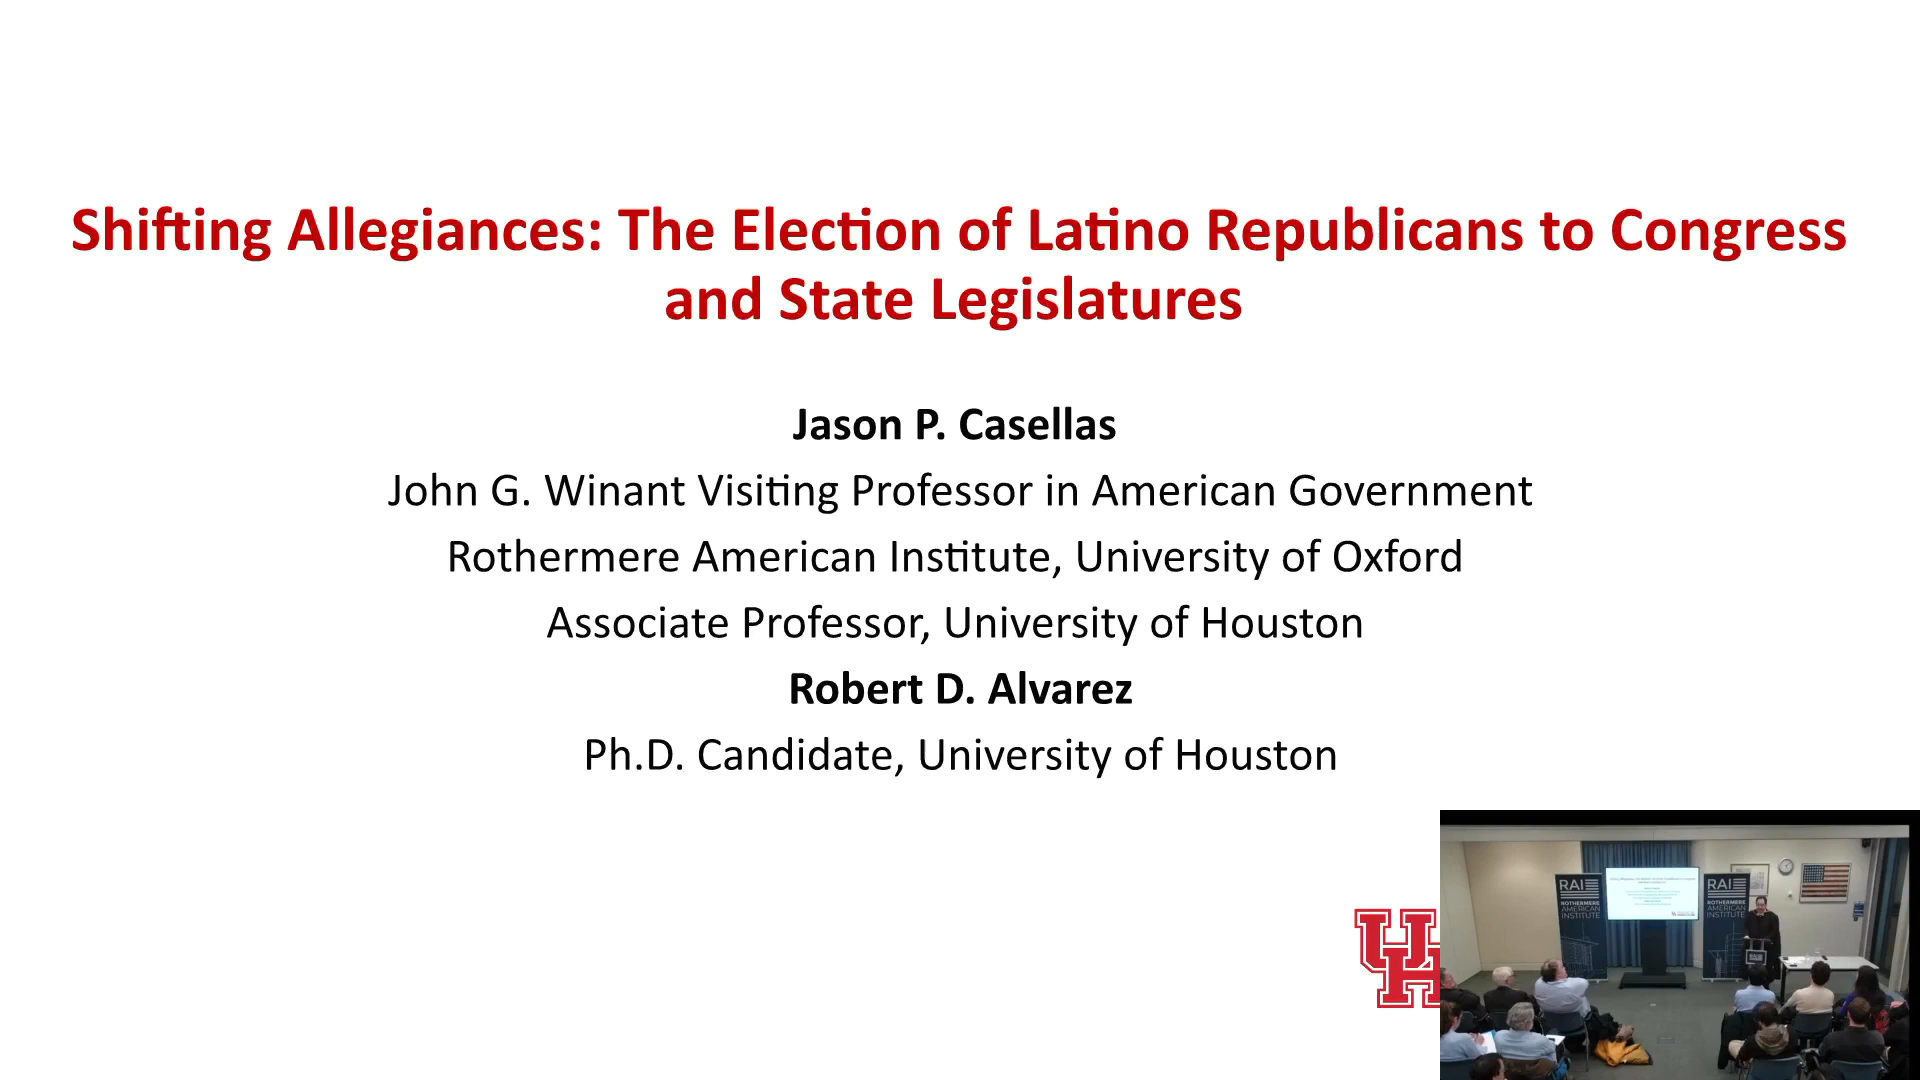 Shifting Allegiances: The Election of Latino Republicans to Congress
and State Legislatures
Jason P. Casellas
John G. Winant Visiting Professor in American Government
Rothermere American Institute, University of Oxford
Associate Professor, University of Houston
Robert D. Alvarez
Ph.D. Candidate, University of Houston
UH
RAI
ROTHERMERE
AMERICAN
INSTITUTE
RAI
ROTHERMERE
AMERICAN
INSTITUTE